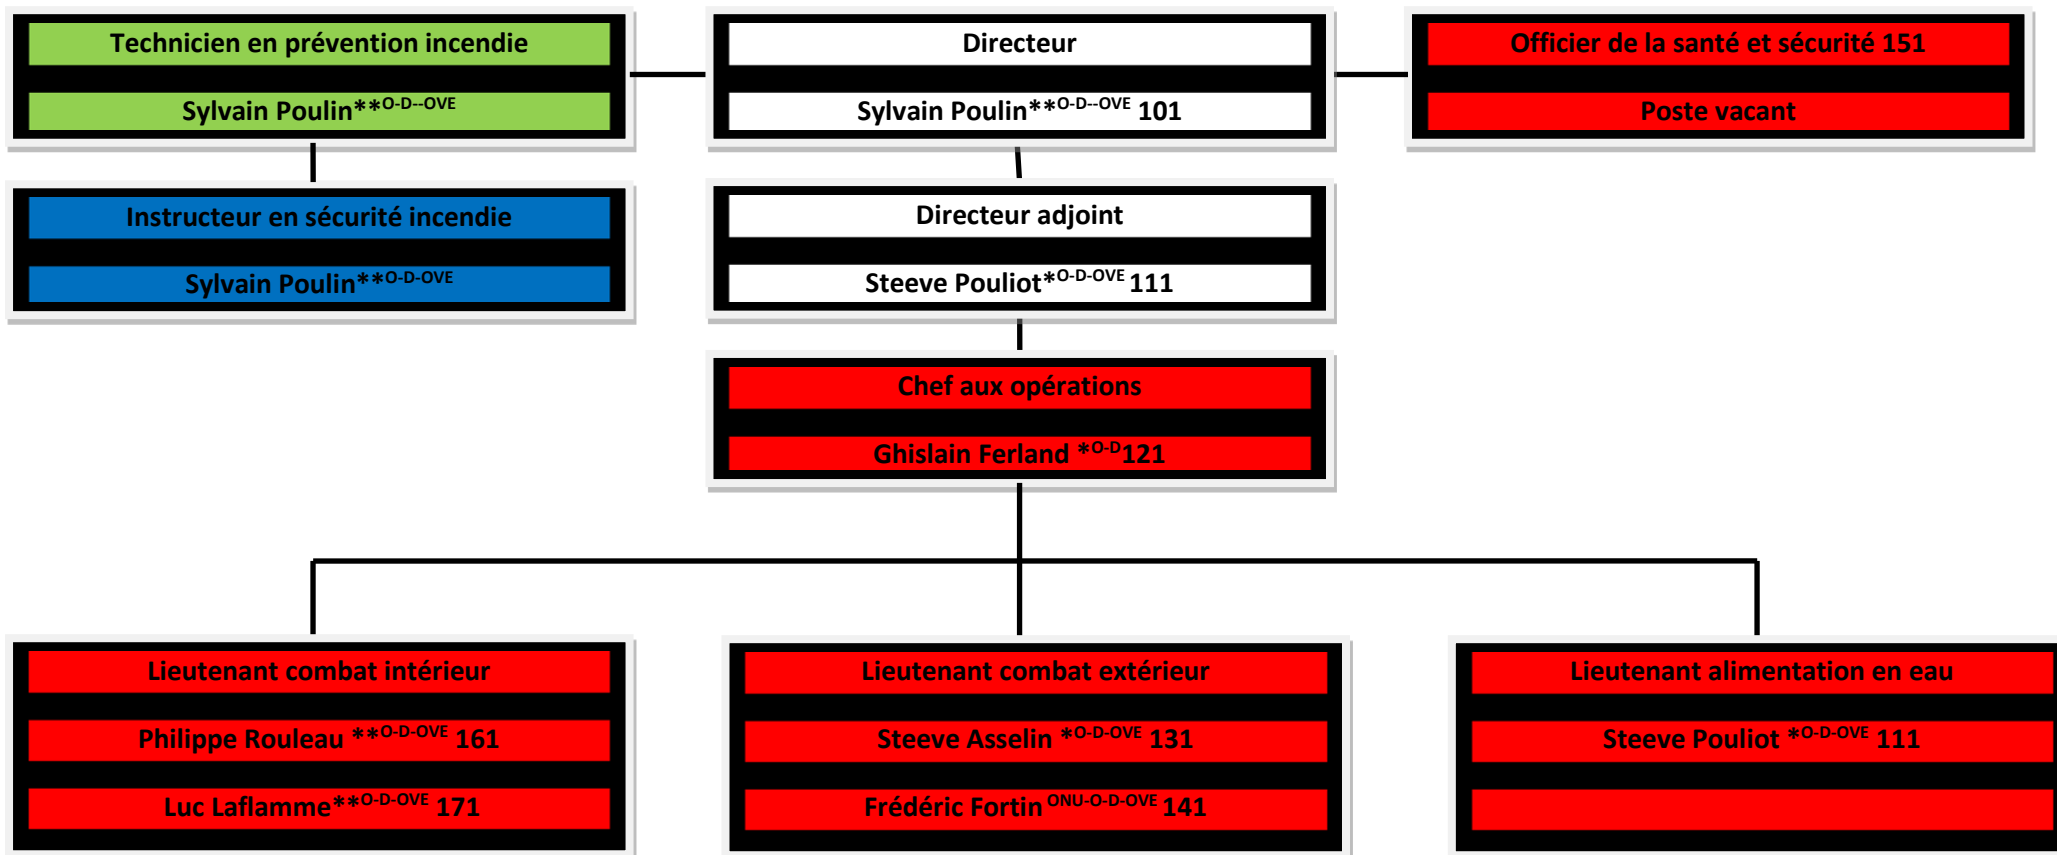 Technicien en prévention incendie
Sylvain Poulin**O-D--OVE
Directeur
Sylvain Poulin**O-D--OVE 101
Officier de la santé et sécurité 151
Poste vacant
Instructeur en sécurité incendie
Sylvain Poulin**O-D-OVE
Directeur adjoint
Steeve Pouliot*O-D-OVE 111
Chef aux opérations
Ghislain Ferland *O-D121
Lieutenant combat intérieur
Philippe Rouleau **O-D-OVE 161
Luc Laflamme**O-D-OVE 171
Lieutenant combat extérieur
Steeve Asselin *O-D-OVE 131
Frédéric Fortin ONU-O-D-OVE 141
Lieutenant alimentation en eau
Steeve Pouliot *O-D-OVE 111